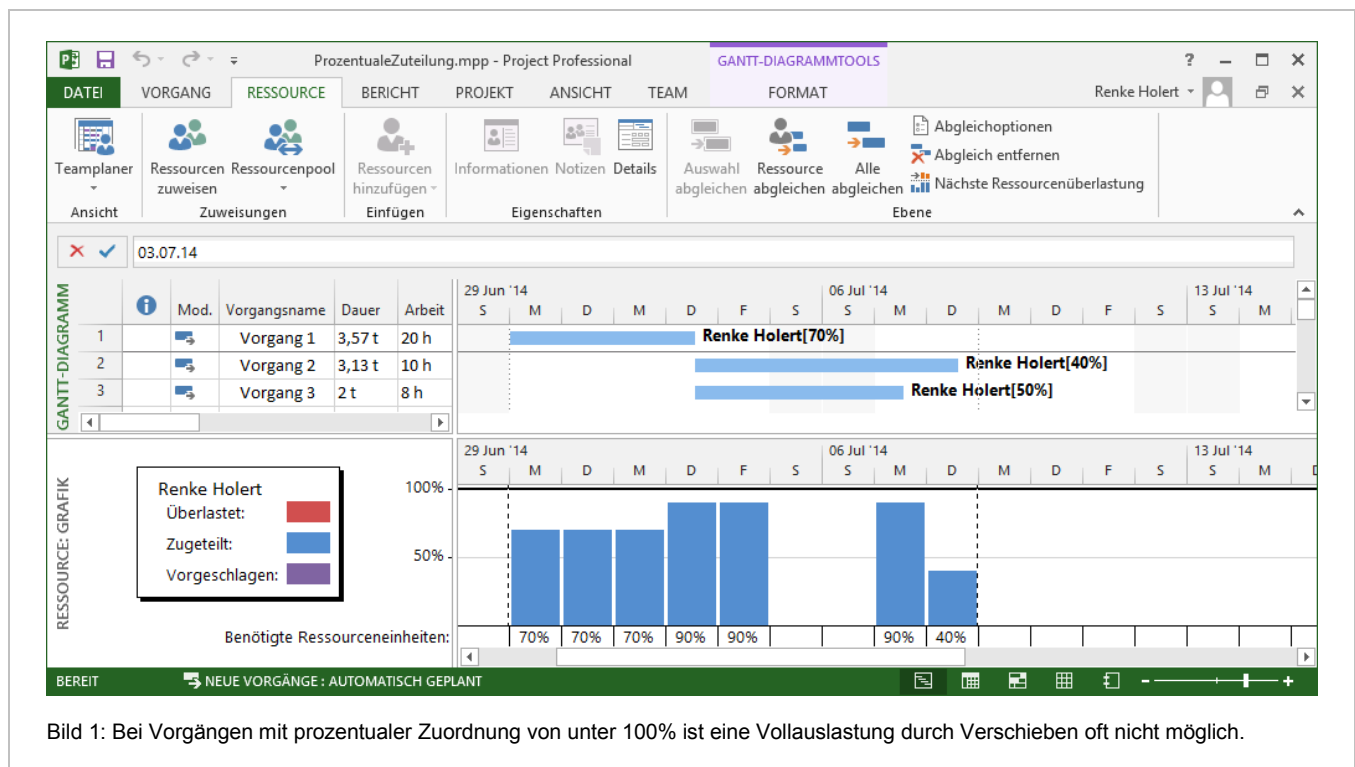 ProzentualeZuteilung.mpp - Project Professional
GANTT-DIAGRAMMTOOLS
?
DATEI VORGANG RESSOURCE BERICHT PROJEKT ANSICHT TEAM FORMAT Renke Holert
Teamplaner
Ressourcen zuweisen
Ressourcenpool
Ressourcen hinzufügen
Informationen Notizen Details
Auswahl abgleichen
Ressource abgleichen
Alle abgleichen
Abgleichoptionen
Abgleich entfernen
Nächste Ressourcenüberlastung
Ansicht Zuweisungen Einfügen Eigenschaften Ebene
03.07.14
GANTT-DIAGRAMM
Mod. Vorgangsname Dauer Arbeit
1 Vorgang 1 3,57 t 20 h
2 Vorgang 2 3,13 t 10 h
3 Vorgang 3 2 t 8 h
29 Jun '14 06 Jul '14 13 Jul '14
S M D M D F S S M D M D F S S M
Renke Holert[70%]
Renke Holert[40%]
Renke Holert[50%]
RESSOURCE: GRAFIK
Renke Holert
Überlastet:
Zugeteilt:
Vorgeschlagen:
29 Jun '14 06 Jul '14 13 Jul '14
S M D M D F S S M D M D F S S M D
100%
50%
Benötigte Ressourceneinheiten: 70% 70% 70% 90% 90% 90% 40%
BEREIT NEUE VORGÄNGE : AUTOMATISCH GEPLANT
Bild 1: Bei Vorgängen mit prozentualer Zuordnung von unter 100% ist eine Vollauslastung durch Verschieben oft nicht möglich.